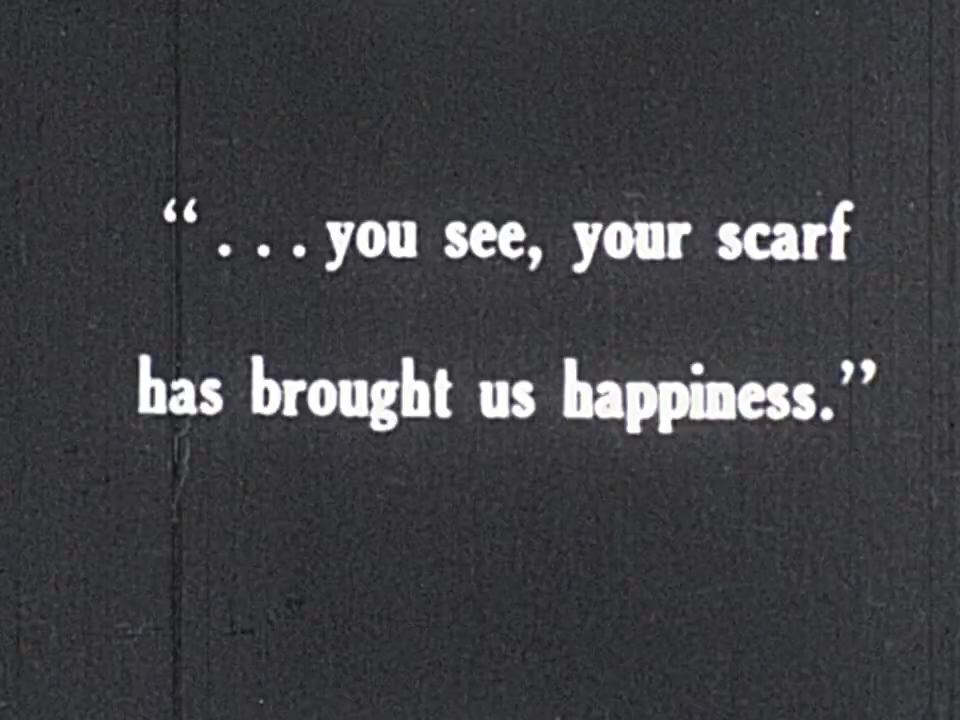 “ . . . you see, your scarf
has brought us happiness.”